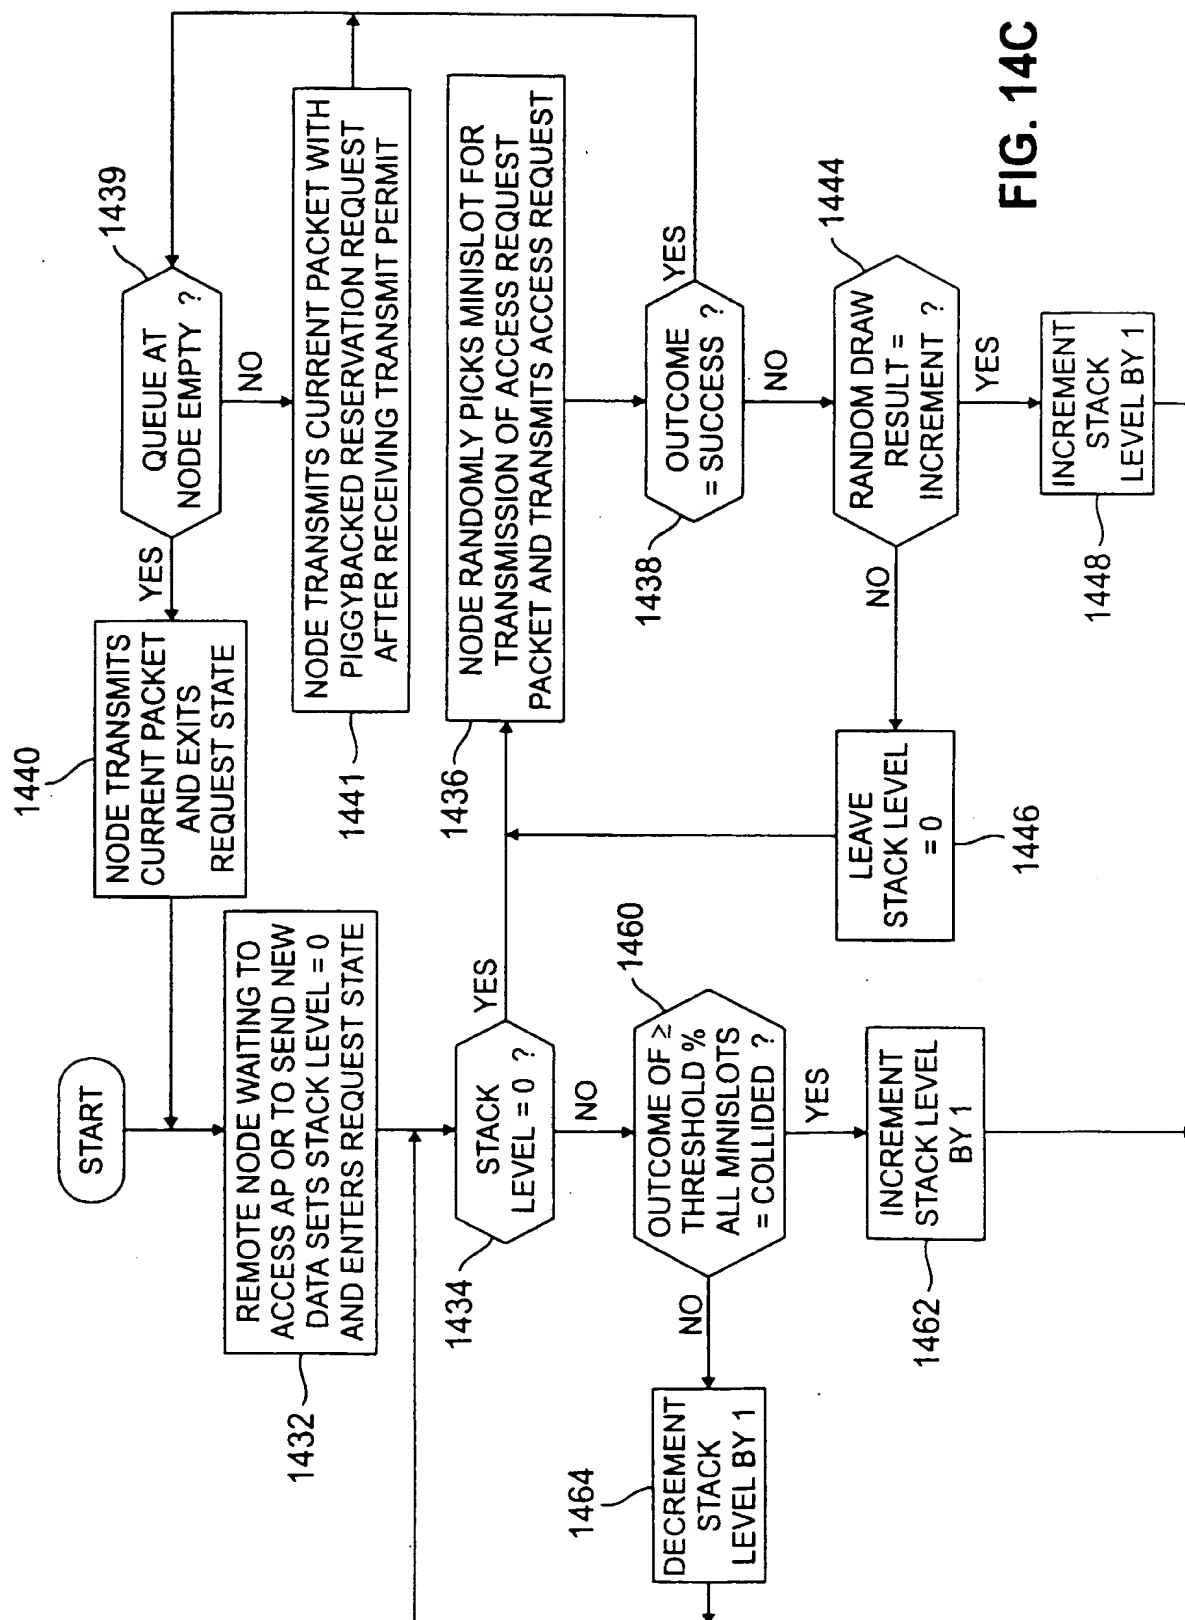 START
REMOTE NODE WAITING TO
ACCESS AP OR TO SEND NEW
DATA SETS STACK LEVEL = 0
AND ENTERS REQUEST STATE
1432
STACK
LEVEL = 0 ?
1434
YES
NO
OUTCOME OF ≥
THRESHOLD %
ALL MINISLOTS
= COLLIDED ?
1460
NO
YES
DECREMENT
STACK
LEVEL BY 1
1464
INCREMENT
STACK LEVEL
BY 1
1462
NODE TRANSMITS
CURRENT PACKET
AND EXITS
REQUEST STATE
1440
YES
QUEUE AT
NODE EMPTY ?
1439
NO
NODE TRANSMITS CURRENT PACKET WITH
PIGGYBACKED RESERVATION REQUEST
AFTER RECEIVING TRANSMIT PERMIT
1441
NODE RANDOMLY PICKS MINISLOT FOR
TRANSMISSION OF ACCESS REQUEST
PACKET AND TRANSMITS ACCESS REQUEST
1436
OUTCOME
= SUCCESS ?
1438
YES
NO
RANDOM DRAW
RESULT =
INCREMENT ?
1444
NO
YES
LEAVE
STACK LEVEL
= 0
1446
INCREMENT
STACK
LEVEL BY 1
1448
FIG. 14C